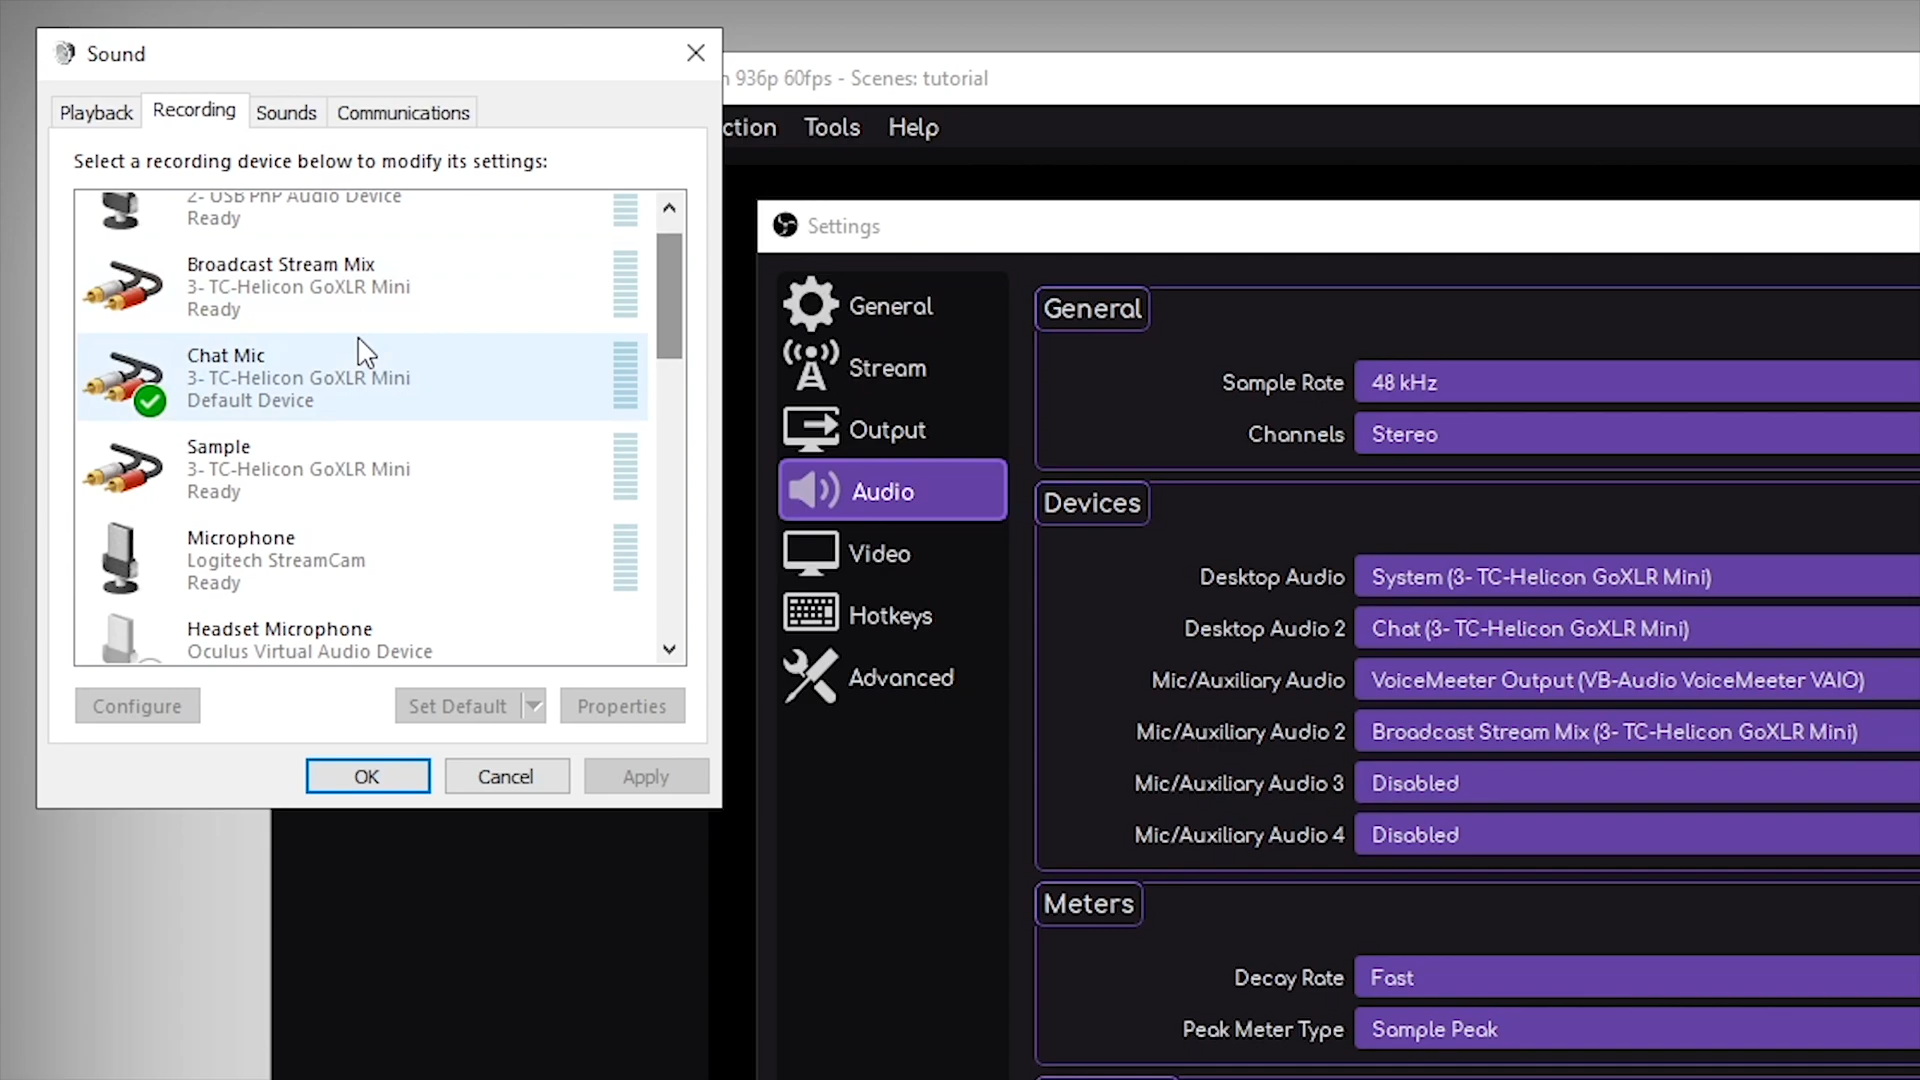 Sound
Playback
Recording
Sounds
Communications
Select a recording device below to modify its settings:
2- USB PnP Audio Device
Ready
Broadcast Stream Mix
3- TC-Helicon GoXLR Mini
Ready
Chat Mic
3- TC-Helicon GoXLR Mini
Default Device
Sample
3- TC-Helicon GoXLR Mini
Ready
Microphone
Logitech StreamCam
Ready
Headset Microphone
Oculus Virtual Audio Device
Configure
Set Default
Properties
OK
Cancel
Apply
936p 60fps - Scenes: tutorial
ction
Tools
Help
Settings
General
Stream
Output
Audio
Video
Hotkeys
Advanced
General
Sample Rate 48 kHz
Channels Stereo
Devices
Desktop Audio System (3- TC-Helicon GoXLR Mini)
Desktop Audio 2 Chat (3- TC-Helicon GoXLR Mini)
Mic/Auxiliary Audio VoiceMeeter Output (VB-Audio VoiceMeeter VAIO)
Mic/Auxiliary Audio 2 Broadcast Stream Mix (3- TC-Helicon GoXLR Mini)
Mic/Auxiliary Audio 3 Disabled
Mic/Auxiliary Audio 4 Disabled
Meters
Decay Rate Fast
Peak Meter Type Sample Peak